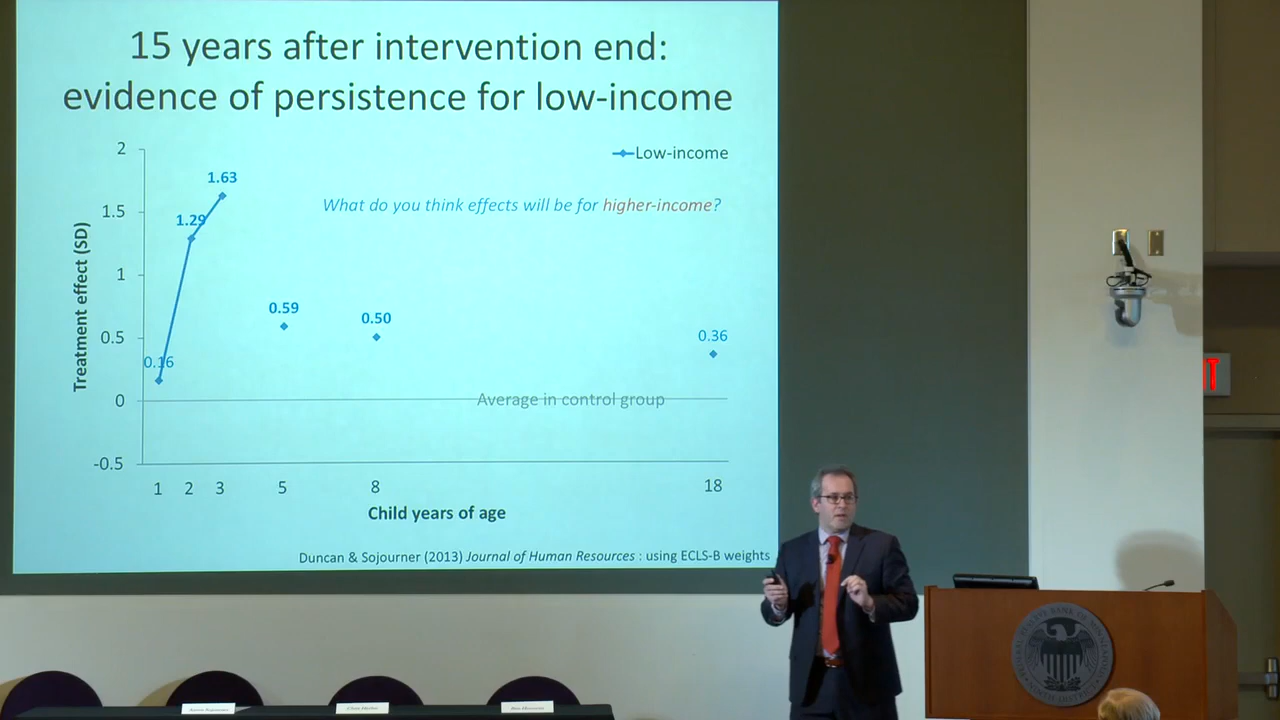 15 years after intervention end:
evidence of persistence for low-income
2
1.5
1
0.5
0
-0.5
Treatment effect (SD)
Low-income
What do you think effects will be for higher-income?
0.16
1.29
1.63
0.59
0.50
0.36
Average in control group
1 2 3 5 8 18
Child years of age
Duncan & Sojourner (2013) Journal of Human Resources : using ECLS-B weights